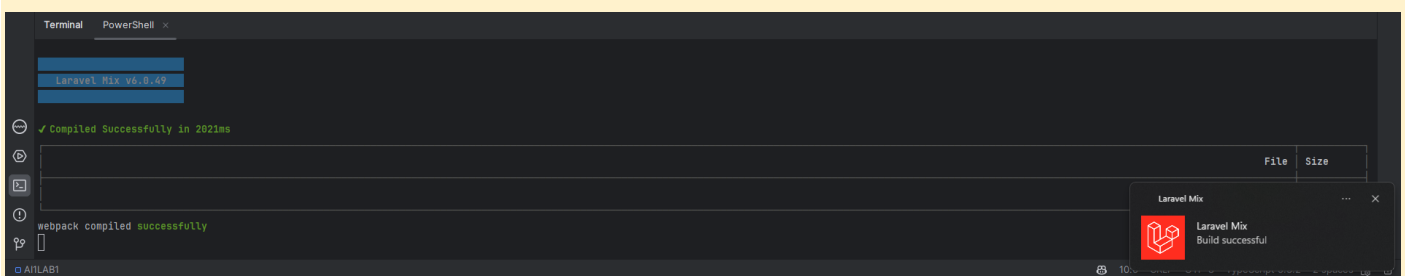 Terminal PowerShell ×
Laravel Mix v6.0.49
✔ Compiled Successfully in 2021ms
File Size
webpack compiled successfully
Laravel Mix
Laravel Mix
Build successful
AI1LAB1